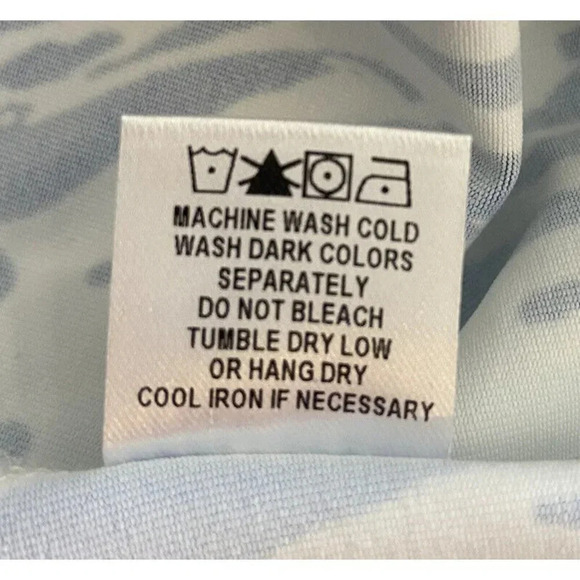 MACHINE WASH COLD
WASH DARK COLORS
SEPARATELY
DO NOT BLEACH
TUMBLE DRY LOW
OR HANG DRY
COOL IRON IF NECESSARY